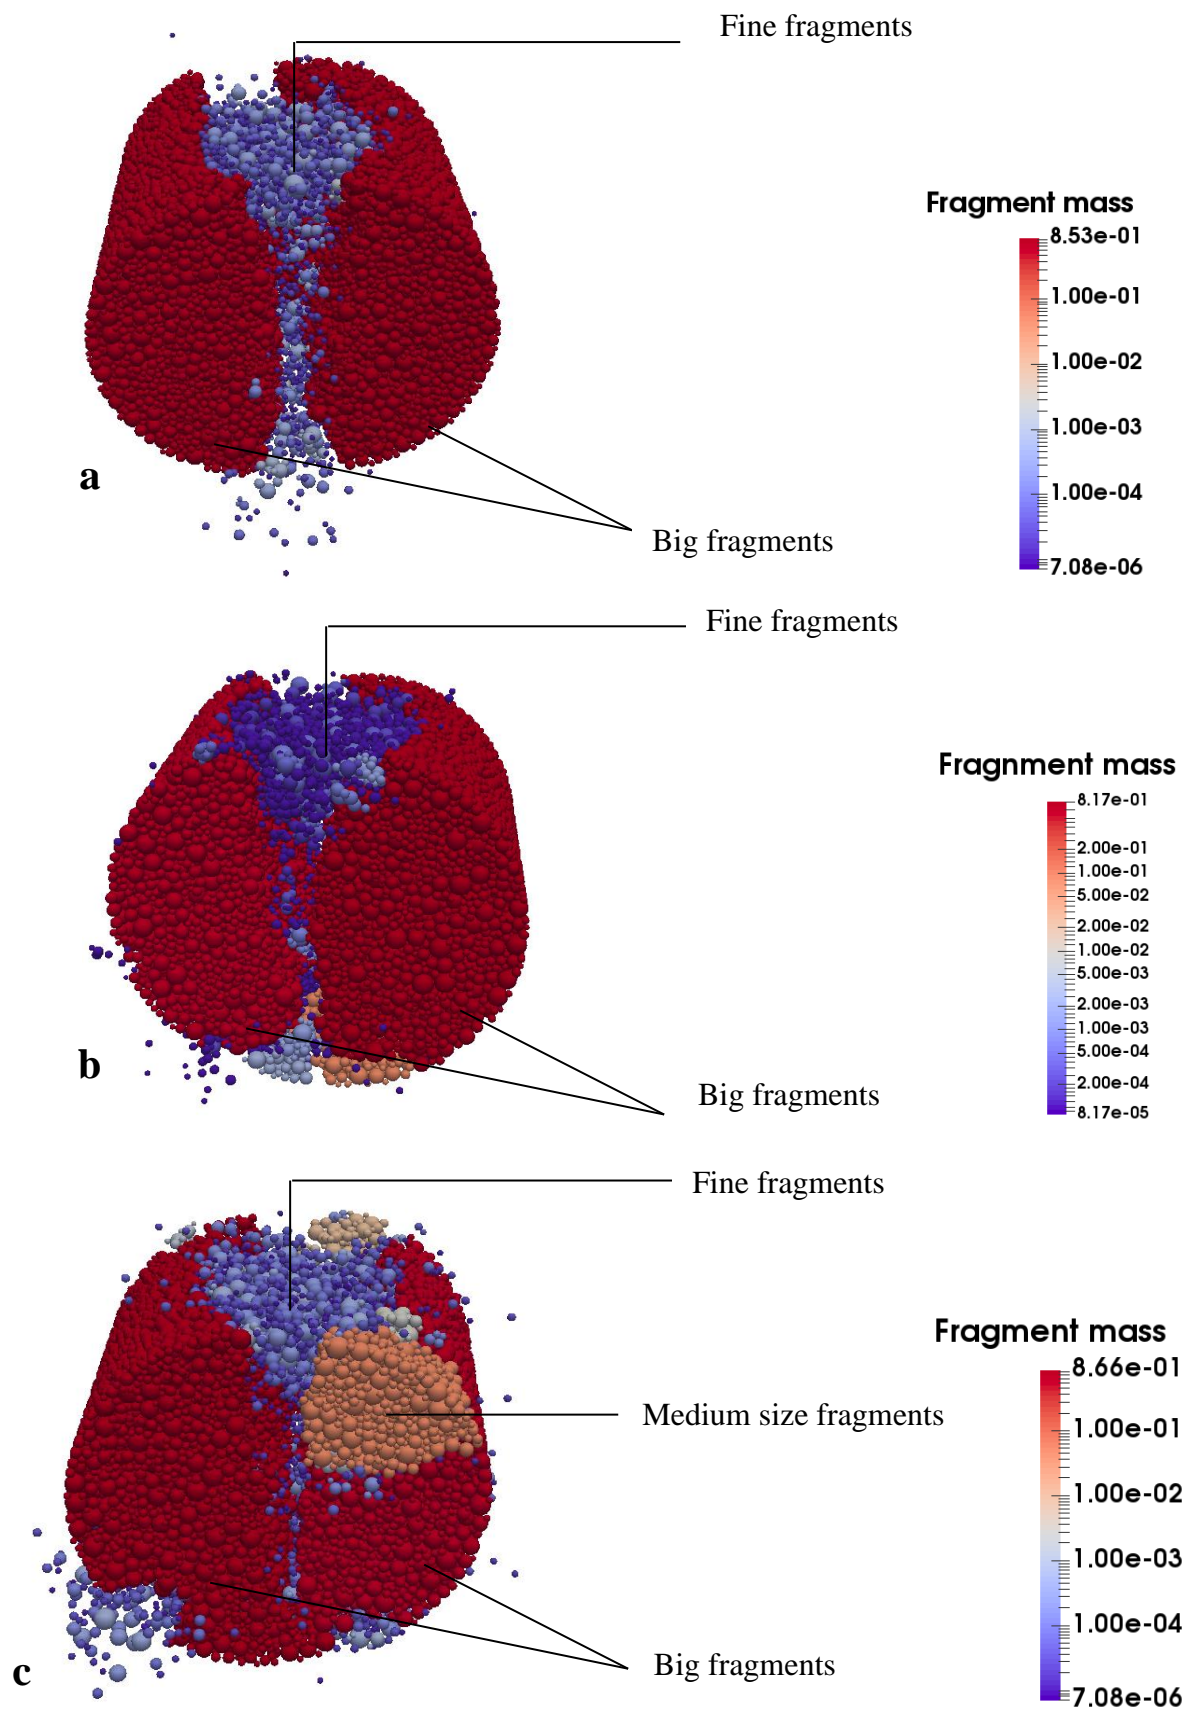 Fine fragments
Fragment mass
8.53e-01
1.00e-01
1.00e-02
1.00e-03
1.00e-04
7.08e-06
a
Big fragments
Fine fragments
Fragnment mass
8.17e-01
2.00e-01
1.00e-01
5.00e-02
2.00e-02
1.00e-02
5.00e-03
2.00e-03
1.00e-03
5.00e-04
2.00e-04
8.17e-05
b
Big fragments
Fine fragments
Fragment mass
8.66e-01
1.00e-01
1.00e-02
1.00e-03
1.00e-04
7.08e-06
Medium size fragments
Big fragments
c